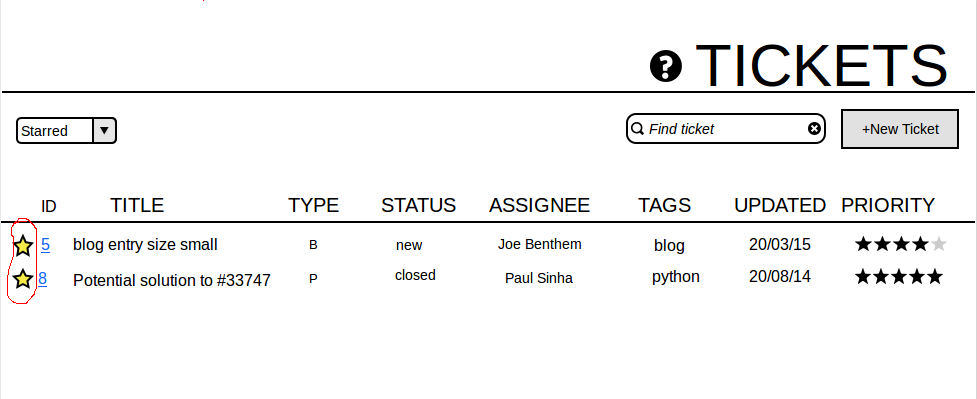 ? TICKETS
Starred Find ticket +New Ticket
ID TITLE TYPE STATUS ASSIGNEE TAGS UPDATED PRIORITY
5 blog entry size small B new Joe Benthem blog 20/03/15
8 Potential solution to #33747 P closed Paul Sinha python 20/08/14